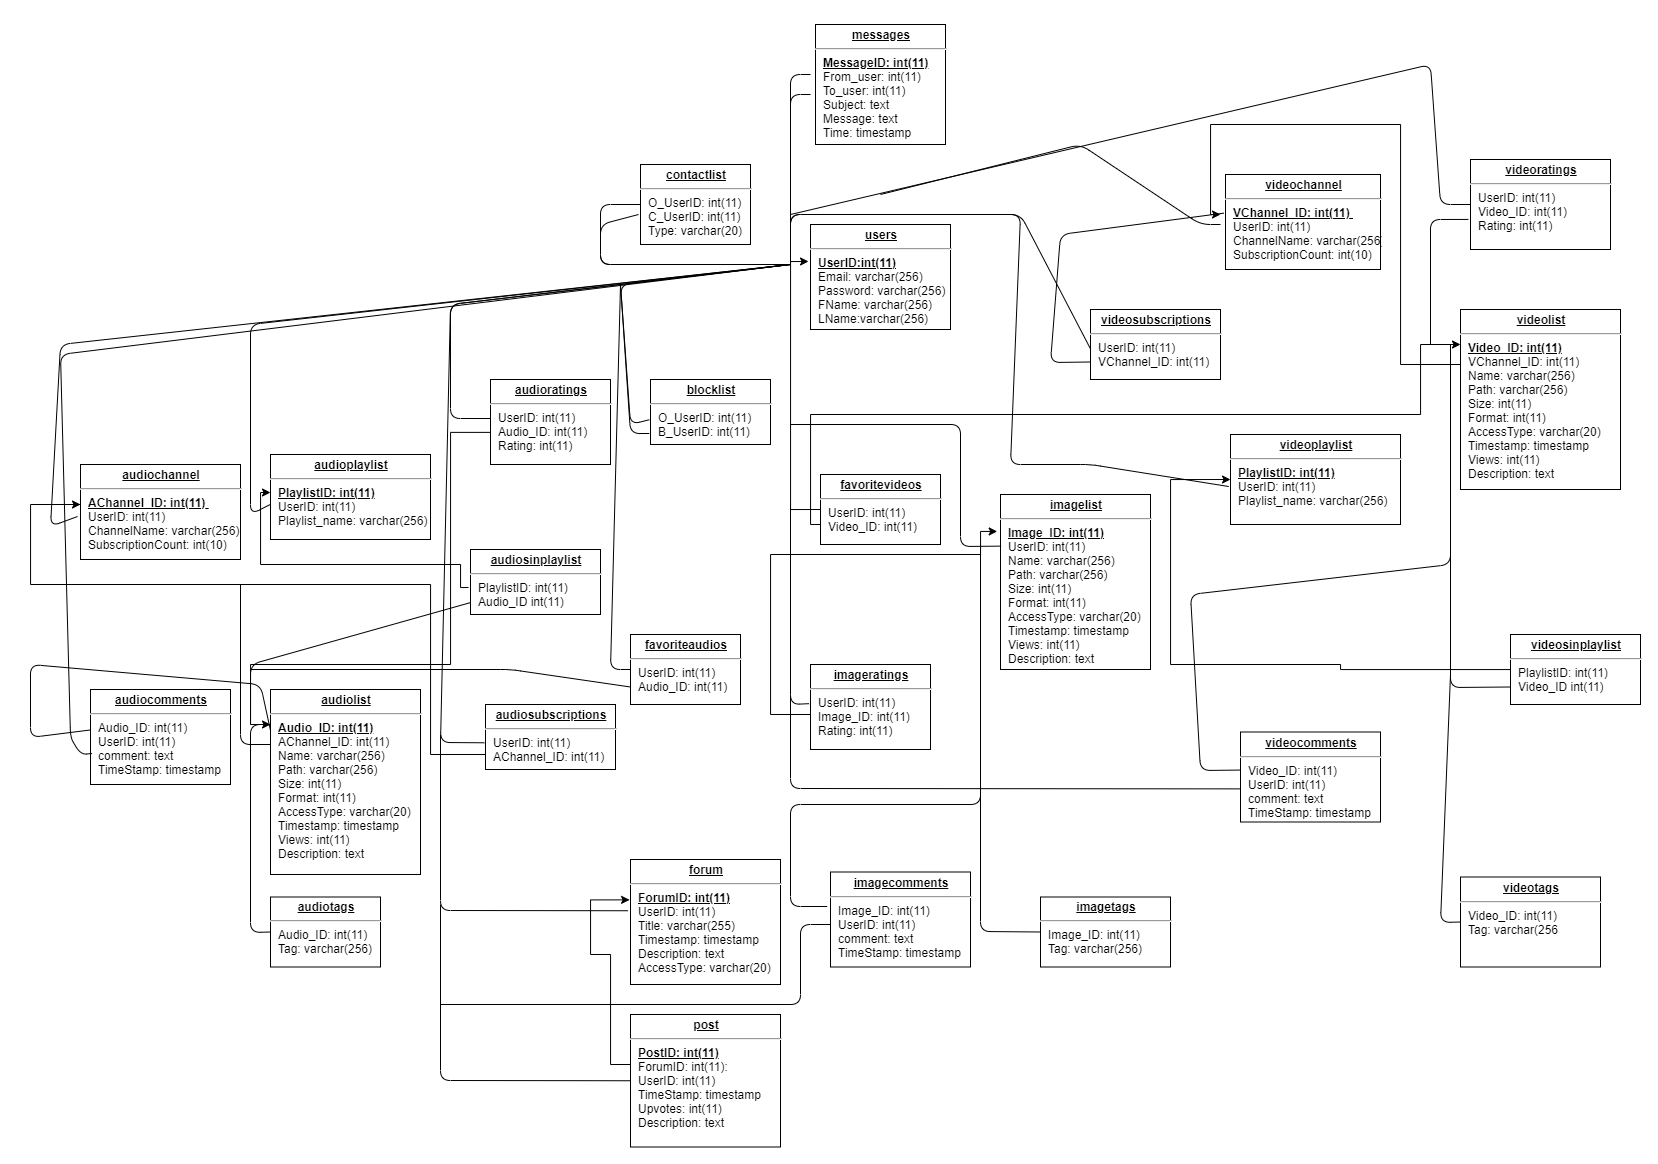 messages
MessageID: int(11)
From_user: int(11)
To_user: int(11)
Subject: text
Message: text
Time: timestamp
contactlist
O_UserID: int(11)
C_UserID: int(11)
Type: varchar(20)
users
UserID:int(11)
Email: varchar(256)
Password: varchar(256)
FName: varchar(256)
LName:varchar(256)
videochannel
VChannel_ID: int(11)
UserID: int(11)
ChannelName: varchar(256
SubscriptionCount: int(10)
videoratings
UserID: int(11)
Video_ID: int(11)
Rating: int(11)
videosubscriptions
UserID: int(11)
VChannel_ID: int(11)
videolist
Video_ID: int(11)
VChannel_ID: int(11)
Name: varchar(256)
Path: varchar(256)
Size: int(11)
Format: int(11)
AccessType: varchar(20)
Timestamp: timestamp
Views: int(11)
Description: text
audioratings
UserID: int(11)
Audio_ID: int(11)
Rating: int(11)
blocklist
O_UserID: int(11)
B_UserID: int(11)
audiochannel
AChannel_ID: int(11)
UserID: int(11)
ChannelName: varchar(256)
SubscriptionCount: int(10)
audioplaylist
PlaylistID: int(11)
UserID: int(11)
Playlist_name: varchar(256)
videoplaylist
PlaylistID: int(11)
UserID: int(11)
Playlist_name: varchar(256)
favoritevideos
UserID: int(11)
Video_ID: int(11)
imagelist
Image_ID: int(11)
UserID: int(11)
Name: varchar(256)
Path: varchar(256)
Size: int(11)
Format: int(11)
AccessType: varchar(20)
Timestamp: timestamp
Views: int(11)
Description: text
audiosinplaylist
PlaylistID: int(11)
Audio_ID int(11)
favoriteaudios
UserID: int(11)
Audio_ID: int(11)
imageratings
UserID: int(11)
Image_ID: int(11)
Rating: int(11)
videosinplaylist
PlaylistID: int(11)
Video_ID int(11)
audiocomments
Audio_ID: int(11)
UserID: int(11)
comment: text
TimeStamp: timestamp
audiolist
Audio_ID: int(11)
AChannel_ID: int(11)
Name: varchar(256)
Path: varchar(256)
Size: int(11)
Format: int(11)
AccessType: varchar(20)
Timestamp: timestamp
Views: int(11)
Description: text
audiosubscriptions
UserID: int(11)
AChannel_ID: int(11)
videocomments
Video_ID: int(11)
UserID: int(11)
comment: text
TimeStamp: timestamp
forum
ForumID: int(11)
UserID: int(11)
Title: varchar(255)
Timestamp: timestamp
Description: text
AccessType: varchar(20)
imagecomments
Image_ID: int(11)
UserID: int(11)
comment: text
TimeStamp: timestamp
imagetags
Image_ID: int(11)
Tag: varchar(256)
videotags
Video_ID: int(11)
Tag: varchar(256
audiotags
Audio_ID: int(11)
Tag: varchar(256)
post
PostID: int(11)
ForumID: int(11):
UserID: int(11)
TimeStamp: timestamp
Upvotes: int(11)
Description: text